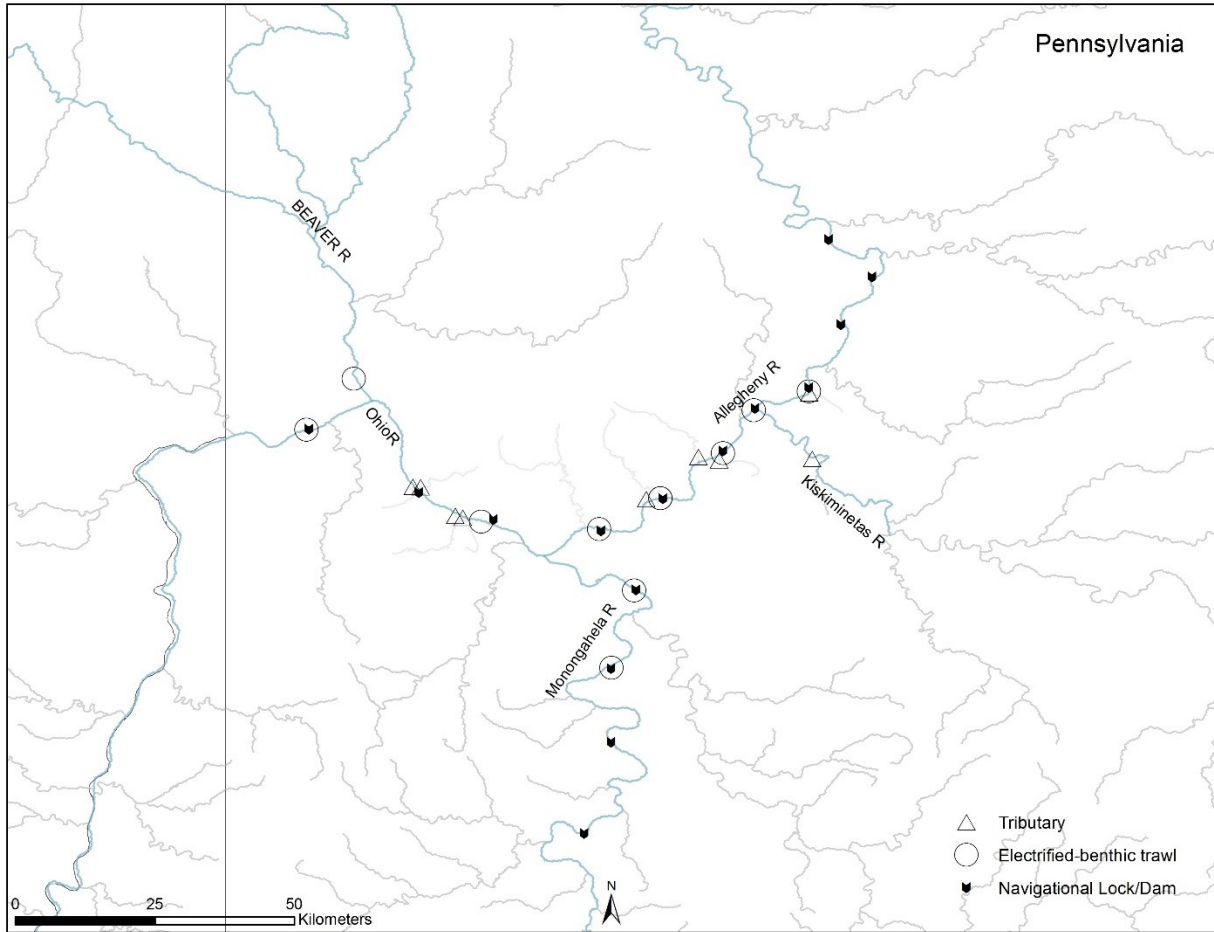 Pennsylvania
BEAVER R
OhioR
Allegheny R
Kiskiminetas R
Monongahela R
Tributary
Electrified-benthic trawl
Navigational Lock/Dam
N
0 25 50
Kilometers